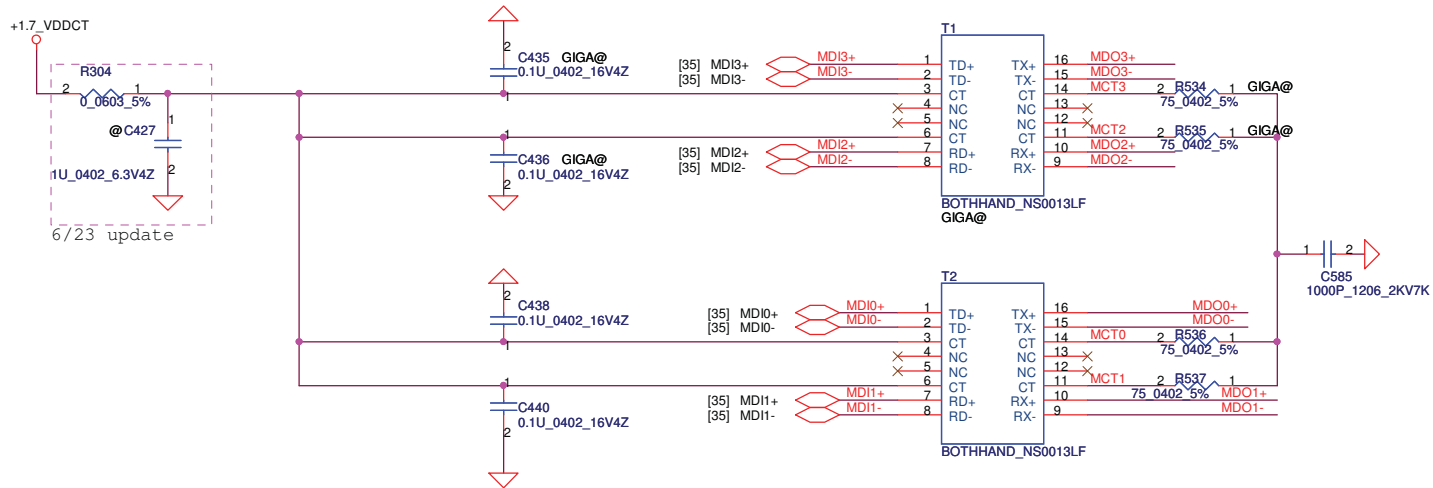 +1.7_VDDCT
R304
2 1
0_0603_5%
1
@ C427
2
1U_0402_6.3V4Z
6/23 update
2
C435 GIGA@
0.1U_0402_16V4Z
1
1
C436 GIGA@
0.1U_0402_16V4Z
2
[35] MDI3+ MDI3+
[35] MDI3- MDI3-
[35] MDI2+ MDI2+
[35] MDI2- MDI2-
T1
1 TD+ TX+ 16 MDO3+
2 TD- TX- 15 MDO3-
3 CT CT 14 MCT3 2 R534 1 GIGA@
75_0402_5%
4 NC NC 13
5 NC NC 12
6 CT CT 11 MCT2 2 R535 1 GIGA@
75_0402_5%
7 RD+ RX+ 10 MDO2+
8 RD- RX- 9 MDO2-
BOTHHAND_NS0013LF
GIGA@
1 2
C585
1000P_1206_2KV7K
2
C438
0.1U_0402_16V4Z
1
1
C440
0.1U_0402_16V4Z
2
[35] MDI0+ MDI0+
[35] MDI0- MDI0-
[35] MDI1+ MDI1+
[35] MDI1- MDI1-
T2
1 TD+ TX+ 16 MDO0+
2 TD- TX- 15 MDO0-
3 CT CT 14 MCT0 2 R536 1
75_0402_5%
4 NC NC 13
5 NC NC 12
6 CT CT 11 MCT1 2 R537 1
75_0402_5%
7 RD+ RX+ 10 MDO1+
8 RD- RX- 9 MDO1-
BOTHHAND_NS0013LF